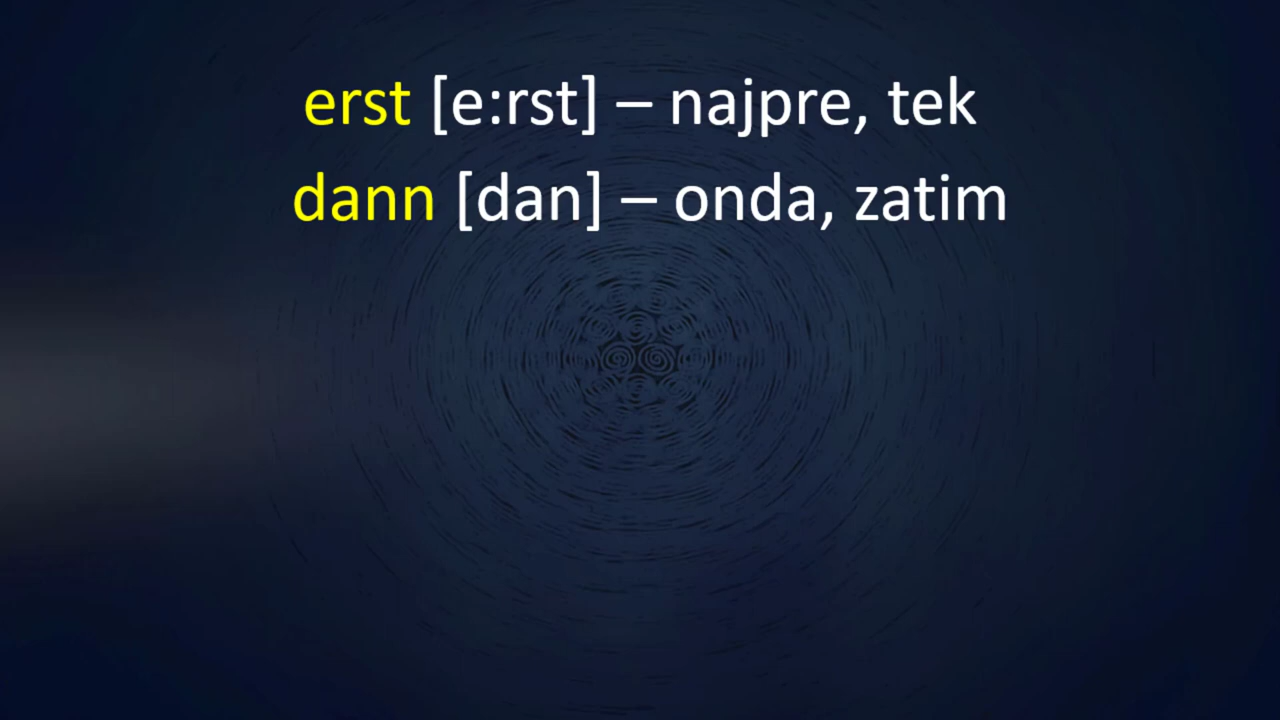 erst [e:rst] – najpre, tek
dann [dan] – onda, zatim